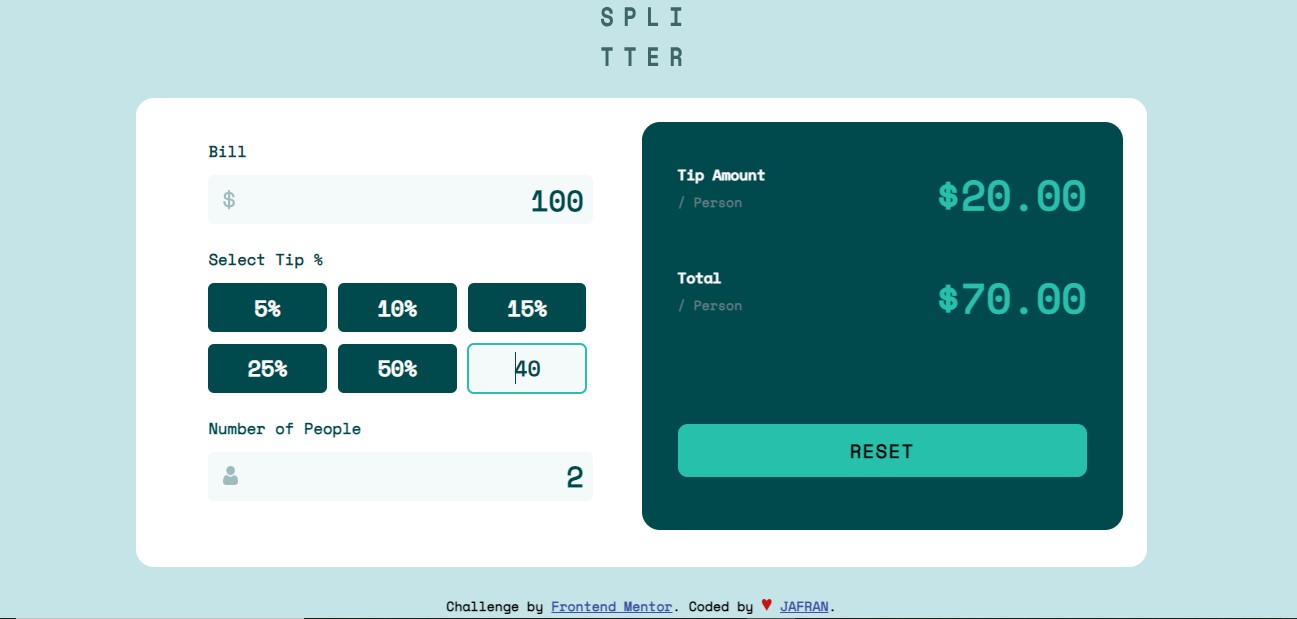 SPLI
TTER
Bill
$ 100
Select Tip %
5% 10% 15%
25% 50% 40
Number of People
2
Tip Amount
/ Person
$20.00
Total
/ Person
$70.00
RESET
Challenge by Frontend Mentor. Coded by ♥ JAFRAN.